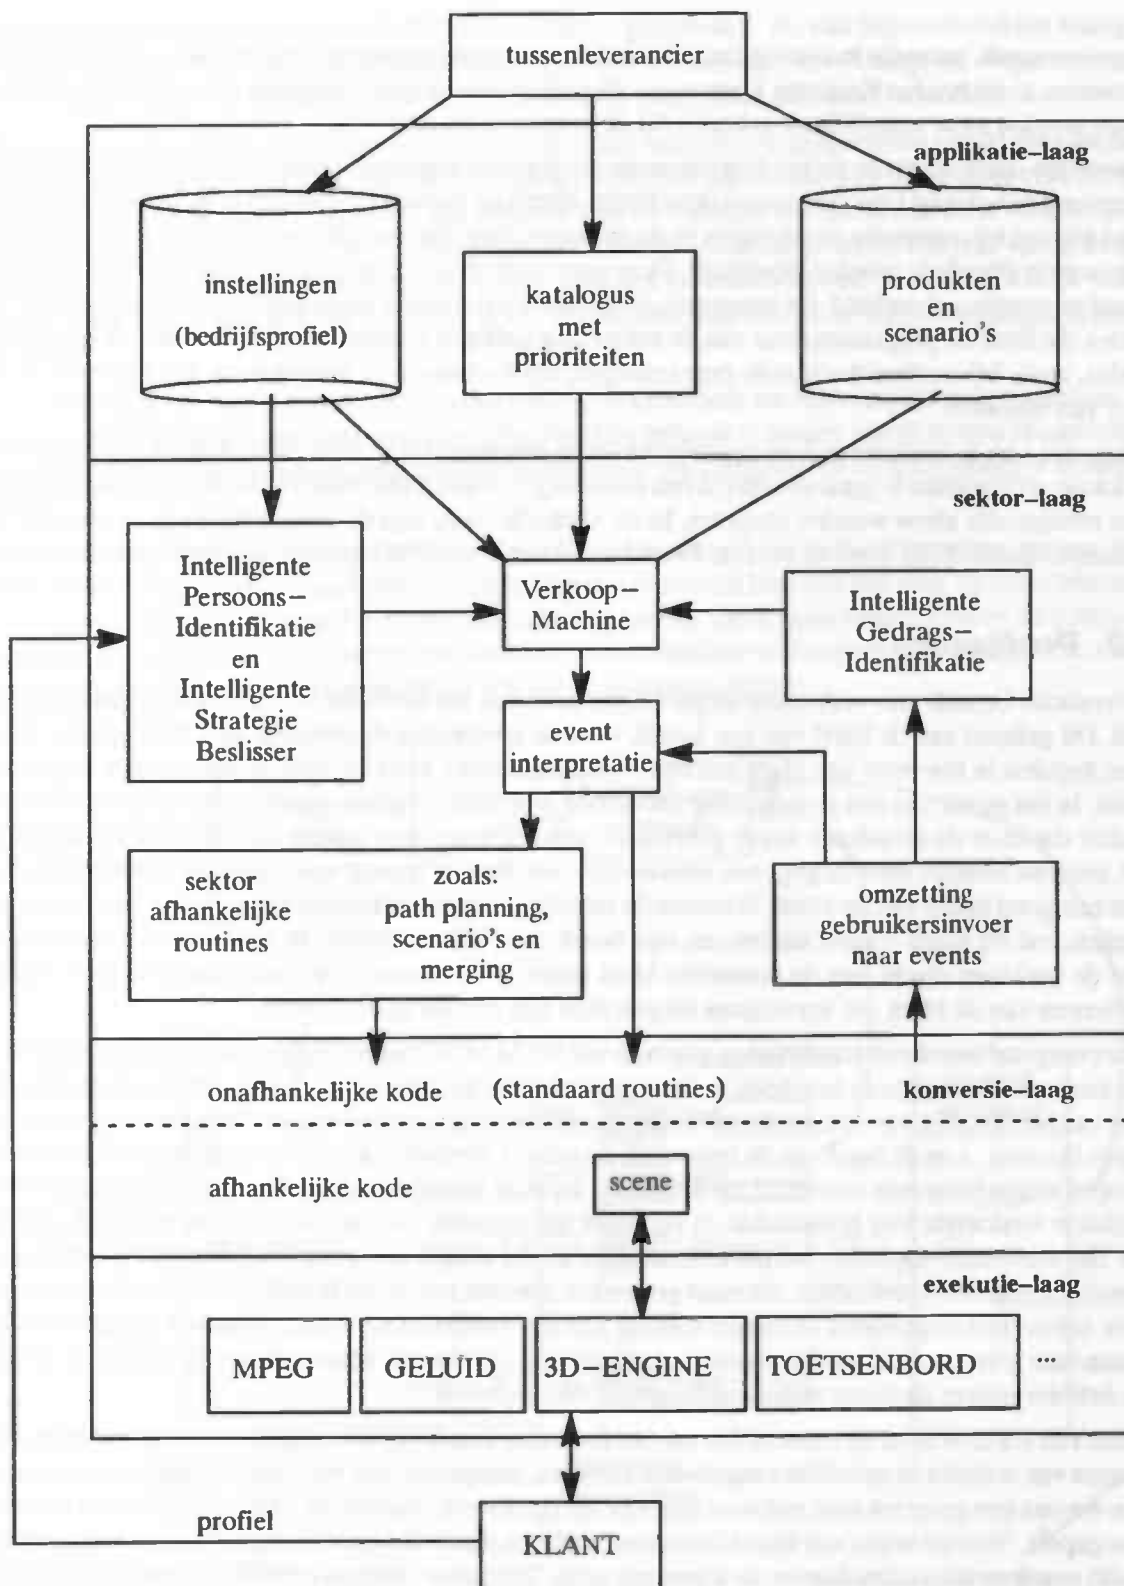 tussenleverancier
applikatie–laag
instellingen
(bedrijfsprofiel)
katalogus
met
prioriteiten
produkten
en
scenario's
sektor–laag
Intelligente
Persoons–
Identifikatie
en
Intelligente
Strategie
Beslisser
Verkoop–
Machine
Intelligente
Gedrags–
Identifikatie
event
interpretatie
sektor
afhankelijke
routines
zoals:
path planning,
scenario's en
merging
omzetting
gebruikersinvoer
naar events
onafhankelijke kode
(standaard routines)
konversie–laag
afhankelijke kode
scene
exekutie–laag
MPEG
GELUID
3D–ENGINE
TOETSENBORD
...
profiel
KLANT